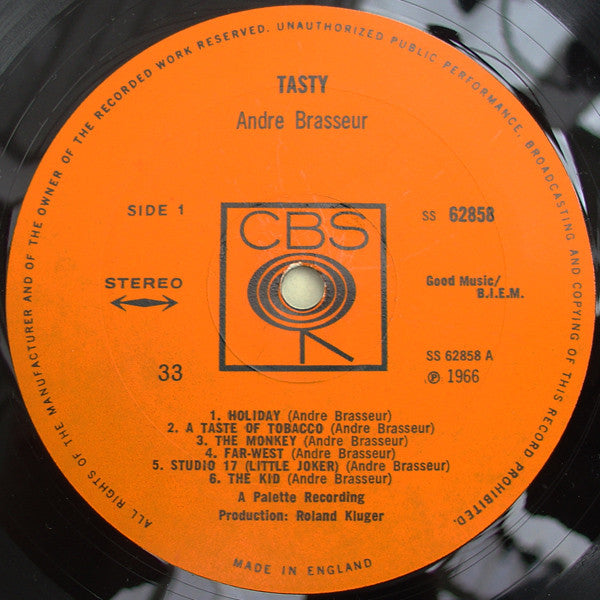 ALL RIGHTS OF THE MANUFACTURER AND OF THE OWNER OF THE RECORDED WORK RESERVED. UNAUTHORIZED PUBLIC PERFORMANCE, BROADCASTING AND COPYING OF THIS RECORD PROHIBITED.
TASTY
Andre Brasseur
SIDE 1
SS 62858
CBS
STEREO
Good Music/
B.I.E.M.
33
SS 62858 A
℗ 1966
1. HOLIDAY (Andre Brasseur)
2. A TASTE OF TOBACCO (Andre Brasseur)
3. THE MONKEY (Andre Brasseur)
4. FAR-WEST (Andre Brasseur)
5. STUDIO 17 (LITTLE JOKER) (Andre Brasseur)
6. THE KID (Andre Brasseur)
A Palette Recording
Production: Roland Kluger
MADE IN ENGLAND